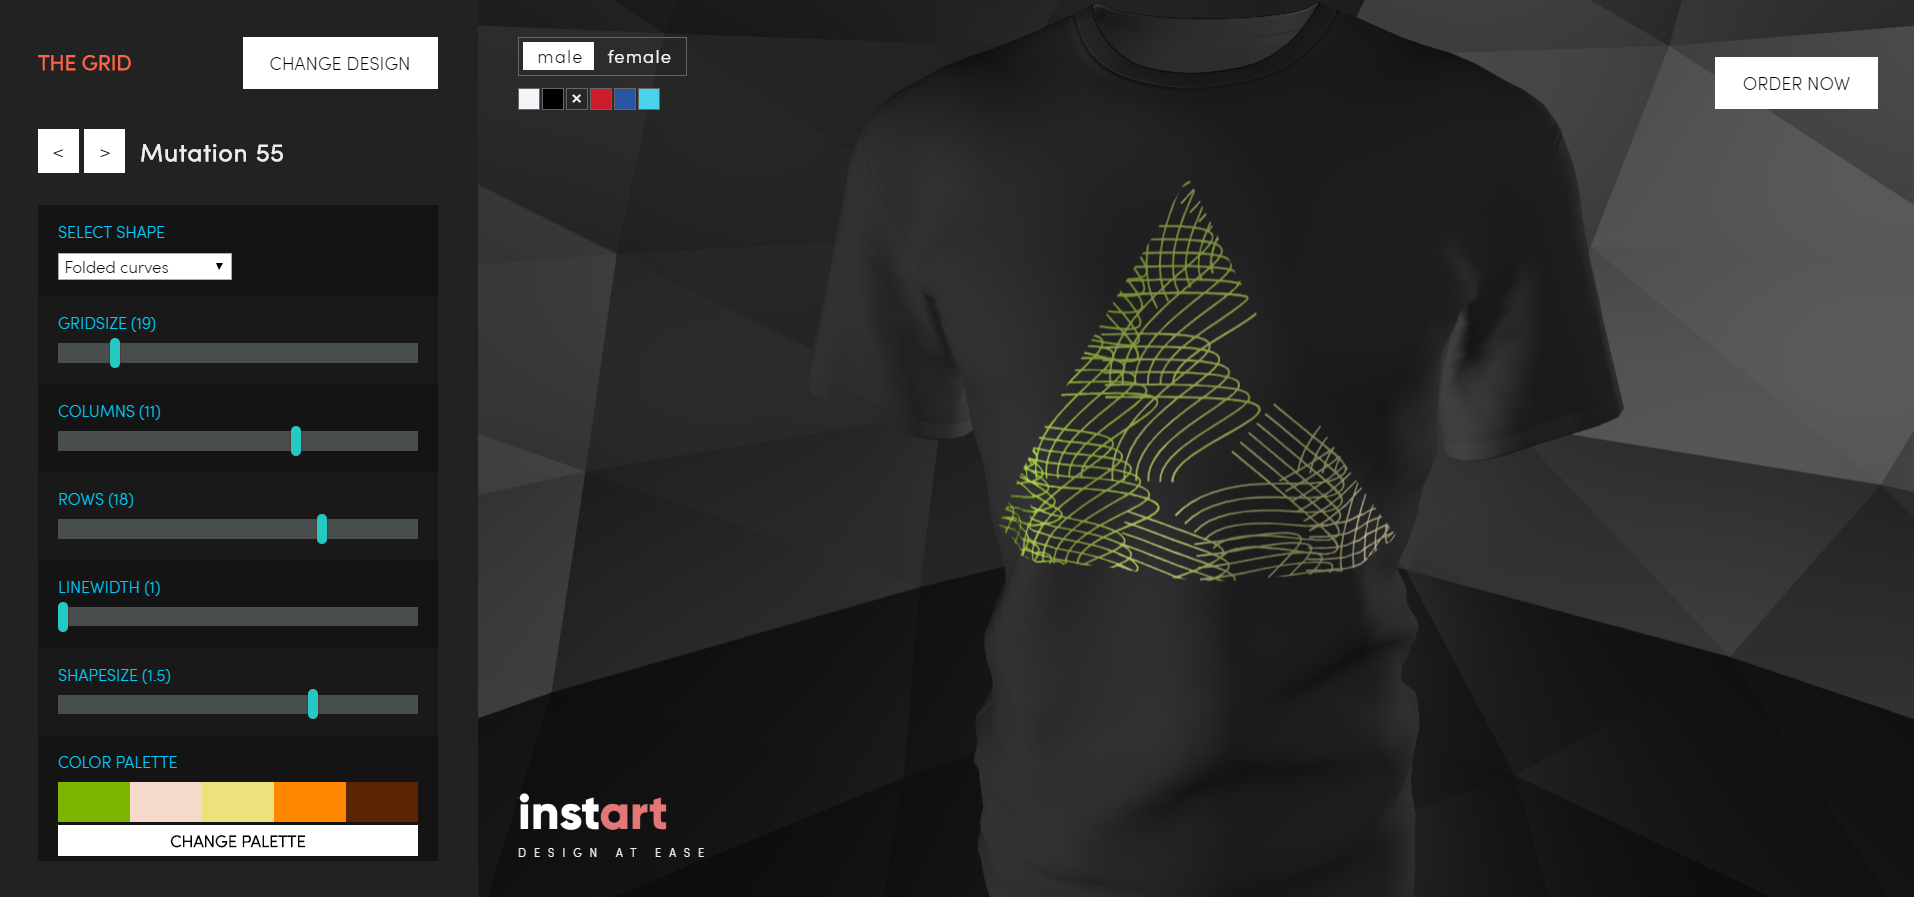 THE GRID
CHANGE DESIGN
< > Mutation 55
SELECT SHAPE
Folded curves
GRIDSIZE (19)
COLUMNS (11)
ROWS (18)
LINEWIDTH (1)
SHAPESIZE (1.5)
COLOR PALETTE
CHANGE PALETTE
male female
×
ORDER NOW
instart
DESIGN AT EASE